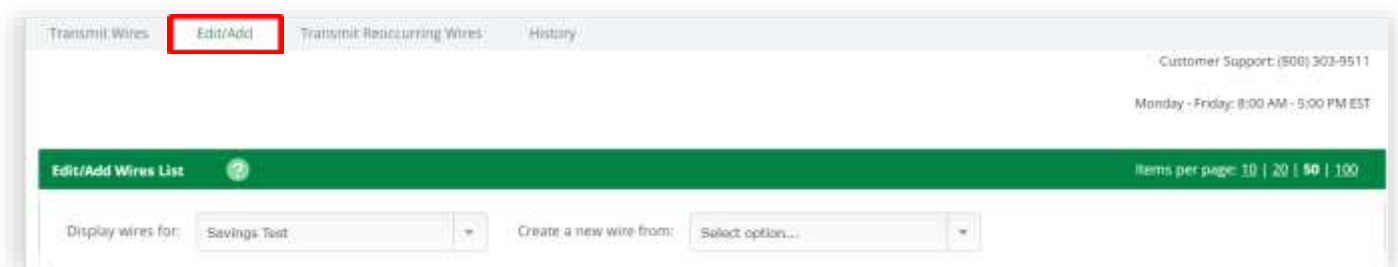 Transmit Wires Edit/Add Transmit Reoccurring Wires History
Customer Support: (800) 303-9511
Monday - Friday: 8:00 AM - 5:00 PM EST
Edit/Add Wires List ? Items per page: 10 | 20 | 50 | 100
Display wires for: Savings Test Create a new wire from: Select option...